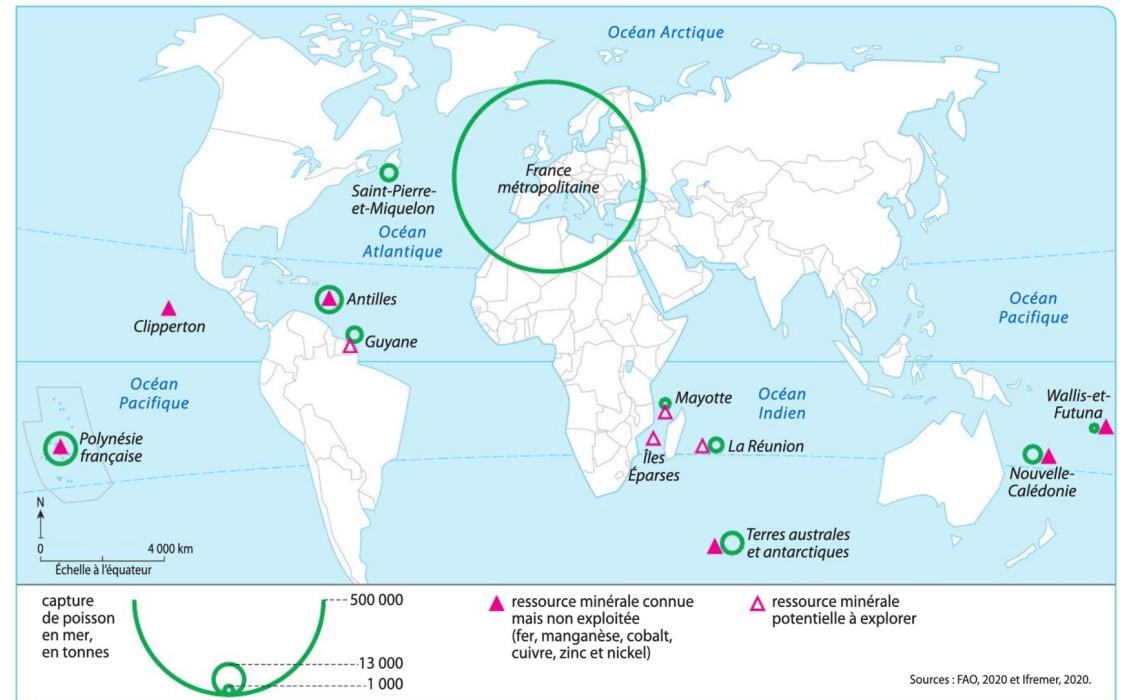 Océan Arctique
France
métropolitaine
Saint-Pierre-
et-Miquelon
Océan
Atlantique
Antilles
Clipperton
Guyane
Océan
Pacifique
Océan
Pacifique
Polynésie
française
Mayotte
Océan
Indien
Îles
Éparses
La Réunion
Wallis-et-
Futuna
Nouvelle-
Calédonie
Terres australes
et antarctiques
N
0
4 000 km
Échelle à l'équateur
capture
de poisson
en mer,
en tonnes
500 000
13 000
1 000
ressource minérale connue
mais non exploitée
(fer, manganèse, cobalt,
cuivre, zinc et nickel)
ressource minérale
potentielle à explorer
Sources : FAO, 2020 et Ifremer, 2020.